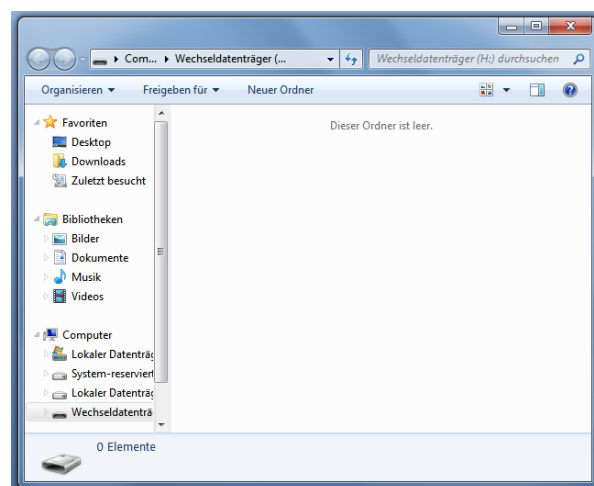 Com... Wechseldatenträger (...
Wechseldatenträger (H:) durchsuchen
Organisieren Freigeben für Neuer Ordner
Favoriten
Desktop
Downloads
Zuletzt besucht
Bibliotheken
Bilder
Dokumente
Musik
Videos
Computer
Lokaler Datenträg
System-reserviert
Lokaler Datenträg
Wechseldatenträ
Dieser Ordner ist leer.
0 Elemente